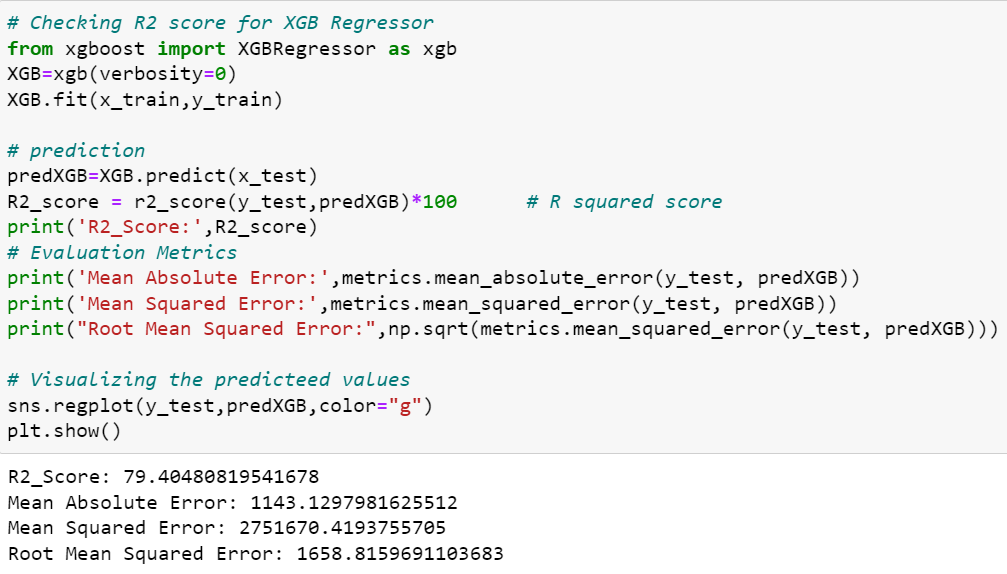 # Checking R2 score for XGB Regressor
from xgboost import XGBRegressor as xgb
XGB=xgb(verbosity=0)
XGB.fit(x_train,y_train)
# prediction
predXGB=XGB.predict(x_test)
R2_score = r2_score(y_test,predXGB)*100      # R squared score
print('R2_Score:',R2_score)
# Evaluation Metrics
print('Mean Absolute Error:',metrics.mean_absolute_error(y_test, predXGB))
print('Mean Squared Error:',metrics.mean_squared_error(y_test, predXGB))
print("Root Mean Squared Error:",np.sqrt(metrics.mean_squared_error(y_test, predXGB)))
# Visualizing the predicteed values
sns.regplot(y_test,predXGB,color="g")
plt.show()
R2_Score: 79.40480819541678
Mean Absolute Error: 1143.1297981625512
Mean Squared Error: 2751670.4193755705
Root Mean Squared Error: 1658.8159691103683